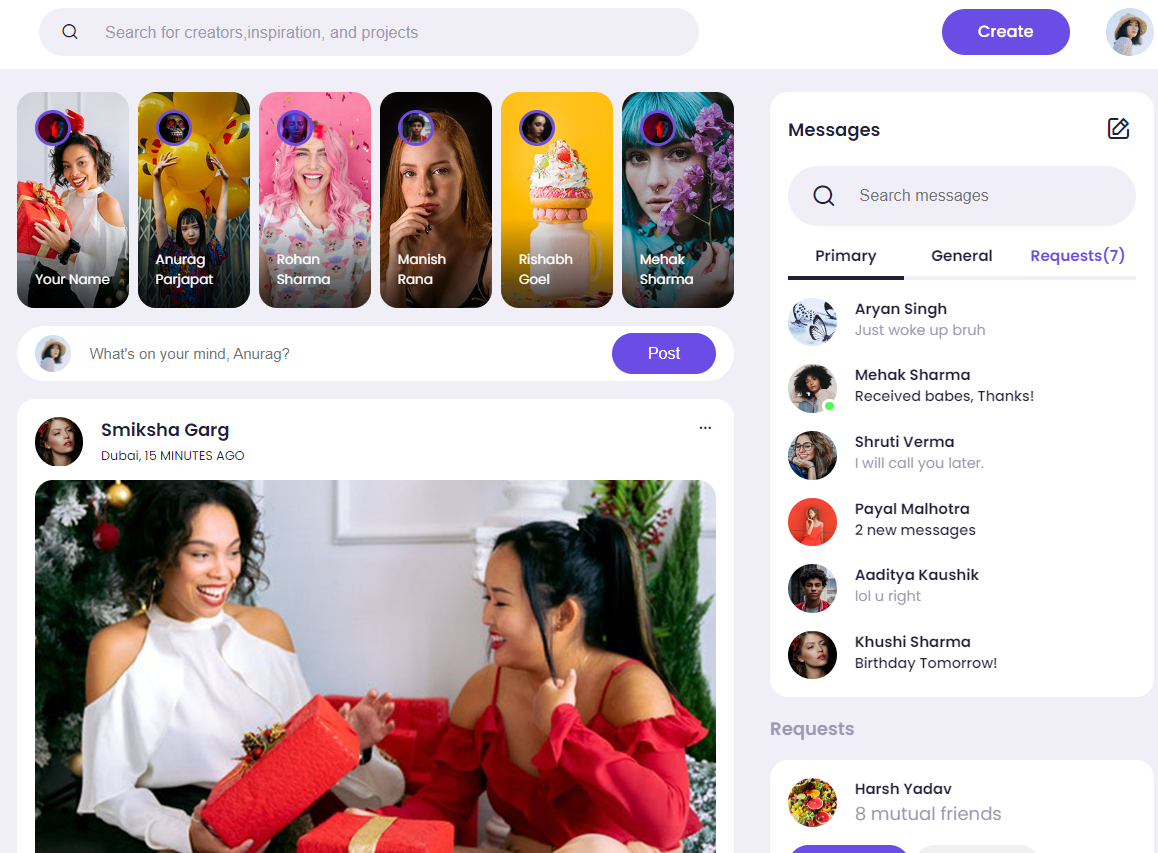 Search for creators,inspiration, and projects
Create
Your Name
Anurag
Parjapat
Rohan
Sharma
Manish
Rana
Rishabh
Goel
Mehak
Sharma
What's on your mind, Anurag?
Post
Smiksha Garg
Dubai, 15 MINUTES AGO
...
Messages
Search messages
Primary
General
Requests(7)
Aryan Singh
Just woke up bruh
Mehak Sharma
Received babes, Thanks!
Shruti Verma
I will call you later.
Payal Malhotra
2 new messages
Aaditya Kaushik
lol u right
Khushi Sharma
Birthday Tomorrow!
Requests
Harsh Yadav
8 mutual friends